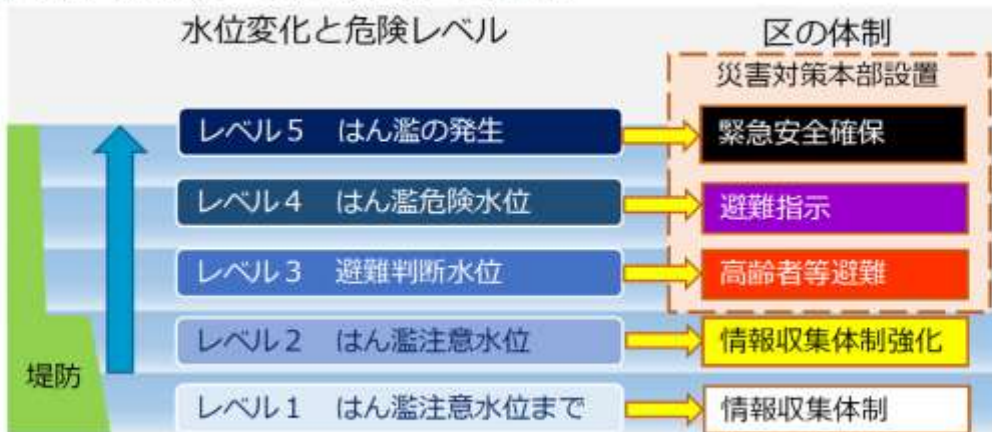 水位変化と危険レベル
区の体制
災害対策本部設置
レベル5 はん濫の発生
緊急安全確保
レベル4 はん濫危険水位
避難指示
レベル3 避難判断水位
高齢者等避難
レベル2 はん濫注意水位
情報収集体制強化
堤防
レベル1 はん濫注意水位まで
情報収集体制